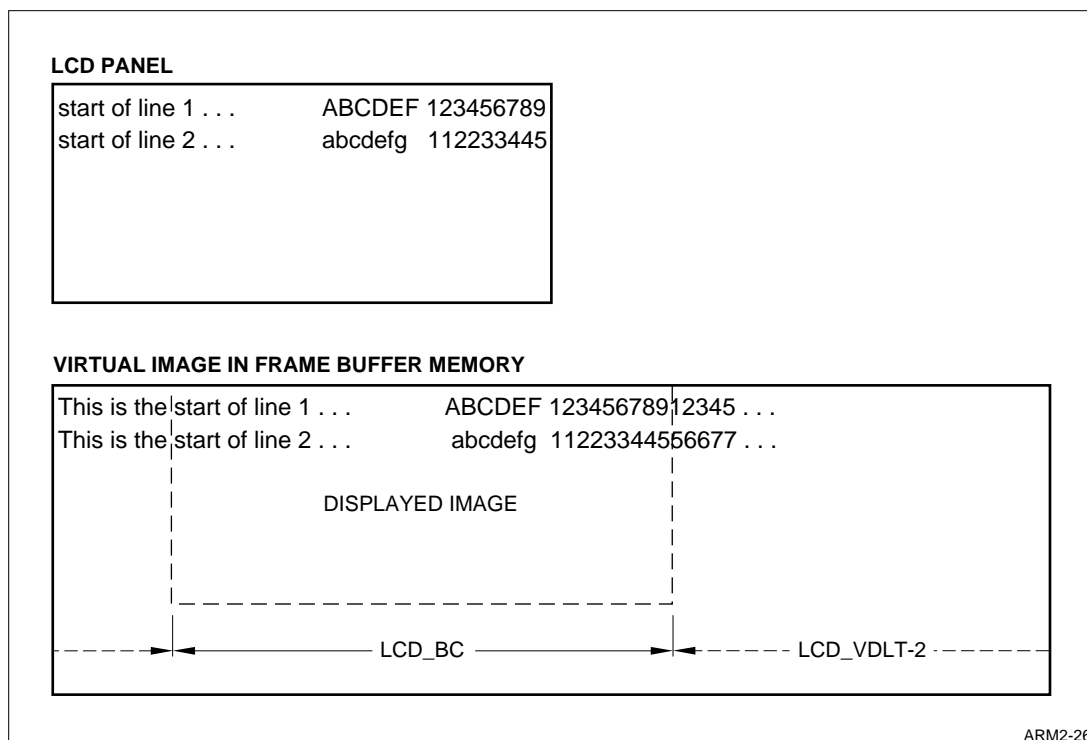 LCD PANEL
start of line 1 . . . ABCDEF 123456789
start of line 2 . . . abcdefg 112233445
VIRTUAL IMAGE IN FRAME BUFFER MEMORY
This is the start of line 1 . . . ABCDEF 12345678912345 . . .
This is the start of line 2 . . . abcdefg 11223344556677 . . .
DISPLAYED IMAGE
LCD_BC LCD_VDLT-2
ARM2-26